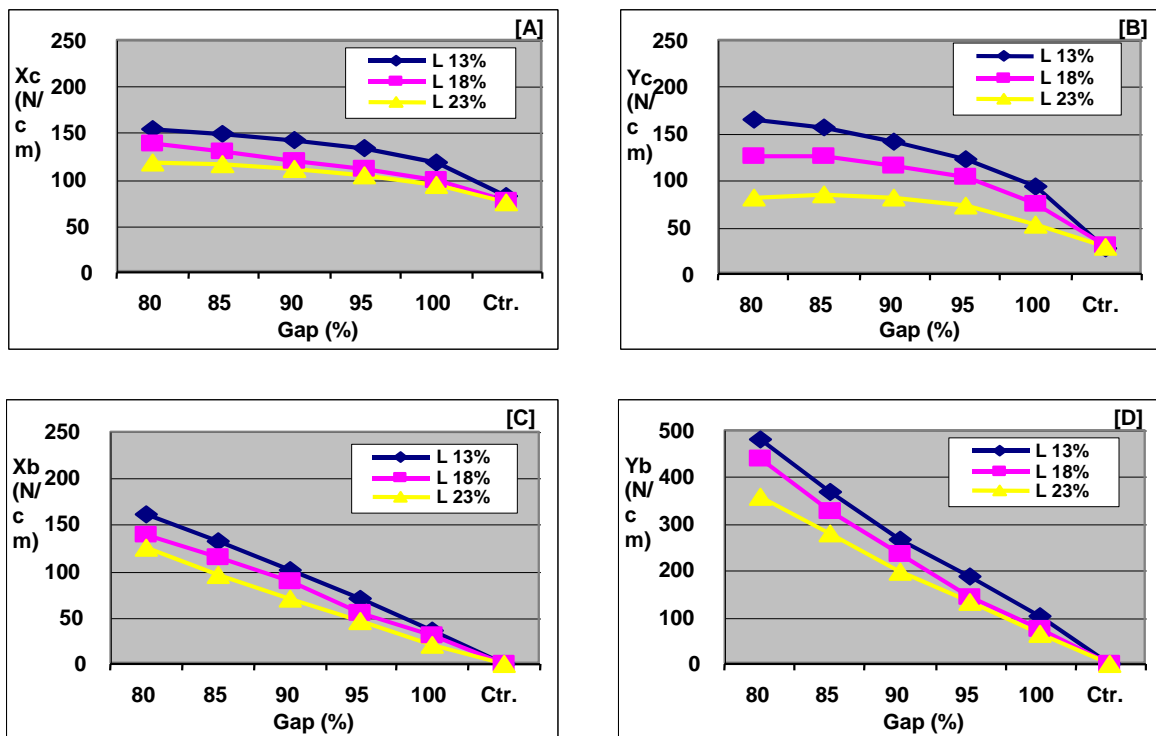 [A]
250
200
150
100
50
0
Xc
(N/
c
m)
L 13%
L 18%
L 23%
80 85 90 95 100 Ctr.
Gap (%)
[B]
250
200
150
100
50
0
Yc
(N/
c
m)
L 13%
L 18%
L 23%
80 85 90 95 100 Ctr.
Gap (%)
[C]
250
200
150
100
50
0
Xb
(N/
c
m)
L 13%
L 18%
L 23%
80 85 90 95 100 Ctr.
Gap (%)
[D]
500
400
300
200
100
0
Yb
(N/
c
m)
L 13%
L 18%
L 23%
80 85 90 95 100 Ctr.
Gap (%)